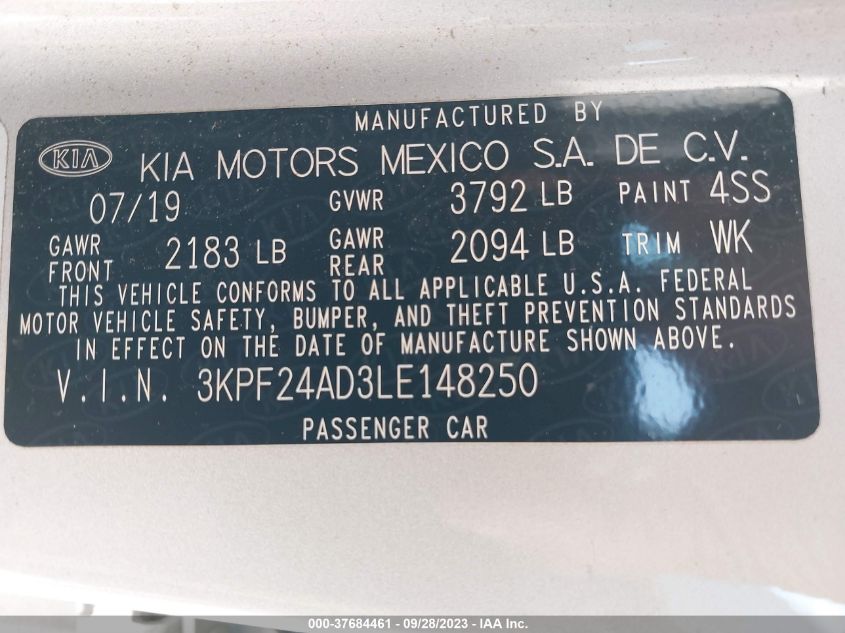 MANUFACTURED BY
KIA KIA MOTORS MEXICO S.A. DE C.V.
07/19 GVWR 3792 LB PAINT 4SS
GAWR FRONT 2183 LB GAWR REAR 2094 LB TRIM WK
THIS VEHICLE CONFORMS TO ALL APPLICABLE U.S.A. FEDERAL
MOTOR VEHICLE SAFETY, BUMPER, AND THEFT PREVENTION STANDARDS
IN EFFECT ON THE DATE OF MANUFACTURE SHOWN ABOVE.
V.I.N. 3KPF24AD3LE148250
PASSENGER CAR
000-37684461 - 09/28/2023 - IAA Inc.